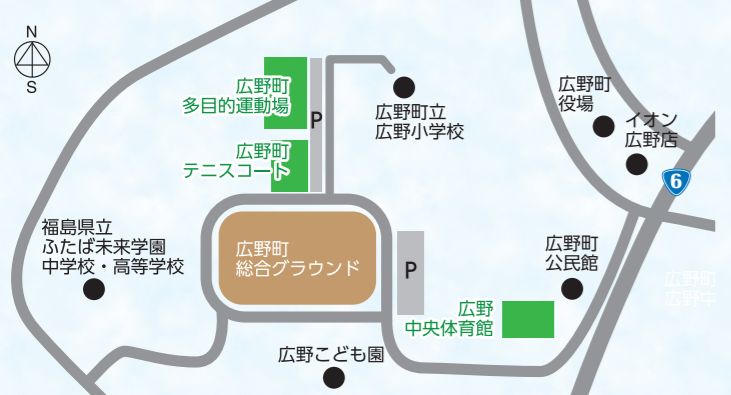 N
S
広野町
多目的運動場
P
広野町立
広野小学校
広野町
役場
イオン
広野店
広野町
テニスコート
6
福島県立
ふたば未来学園
中学校・高等学校
広野町
総合グラウンド
P
広野町
公民館
広野町
広野中
広野
中央体育館
広野こども園